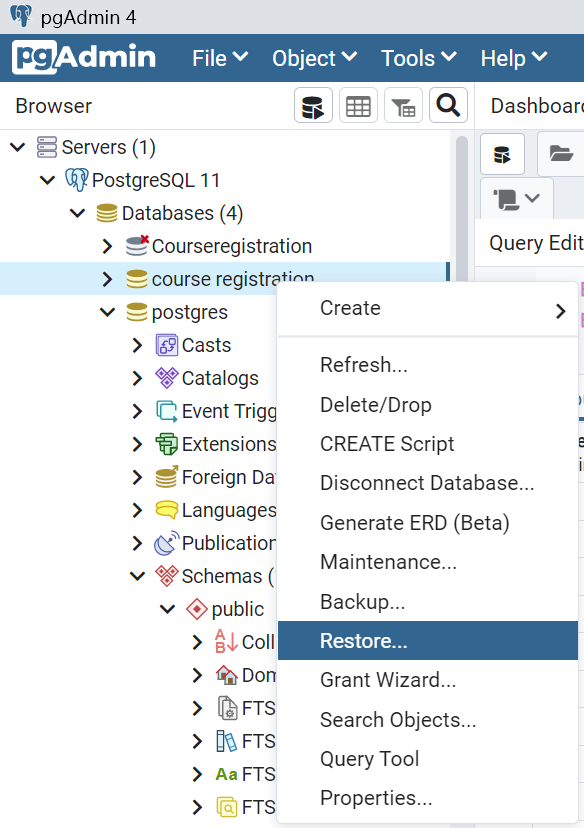 pgAdmin 4
pgAdmin File Object Tools Help
Browser
Dashboard
Servers (1)
PostgreSQL 11
Databases (4)
Courseregistration
course registration
postgres
Casts
Catalogs
Event Trigg
Extensions
Foreign Da
Languages
Publication
Schemas (
public
Coll
Dom
FTS
FTS
Aa FTS
FTS
Query Edit
Create
Refresh...
Delete/Drop
CREATE Script
Disconnect Database...
Generate ERD (Beta)
Maintenance...
Backup...
Restore...
Grant Wizard...
Search Objects...
Query Tool
Properties...